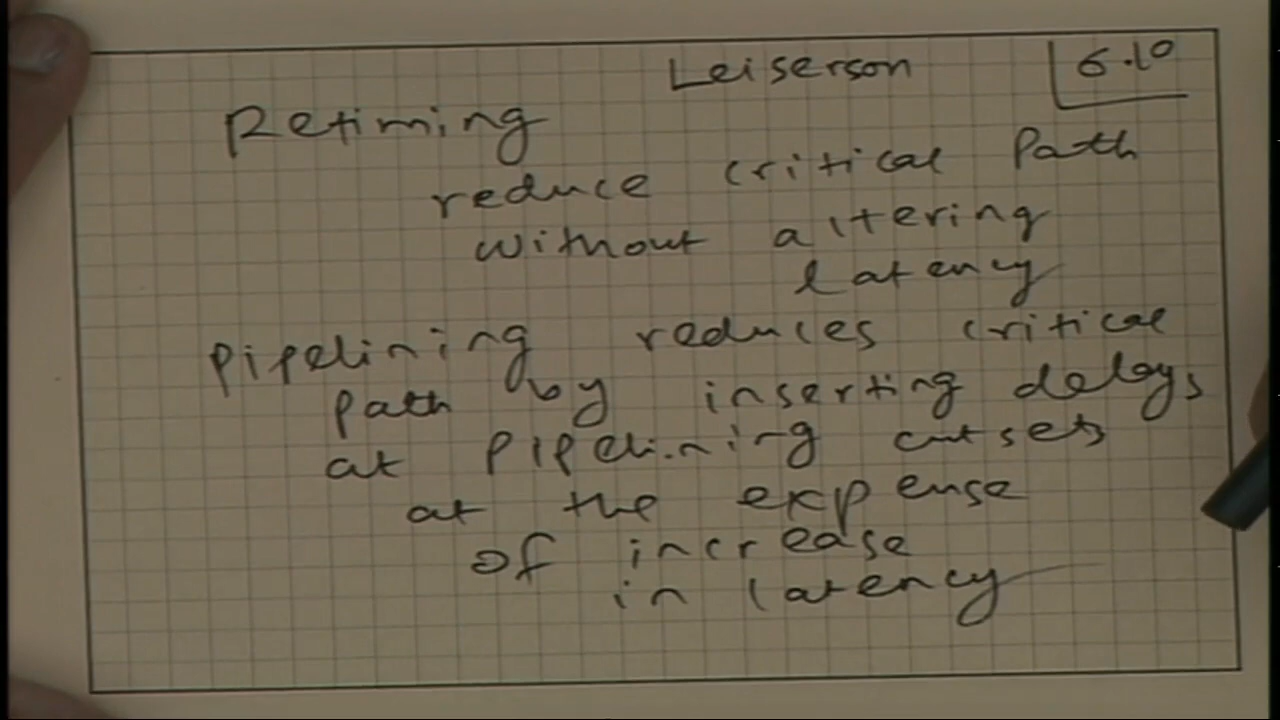 Leiserson 6.10
Retiming
reduce critical Path
without altering
latency
Pipelining reduces critical
path by inserting delays
at Pipelining cutsets
at the expense
of increase
in latency